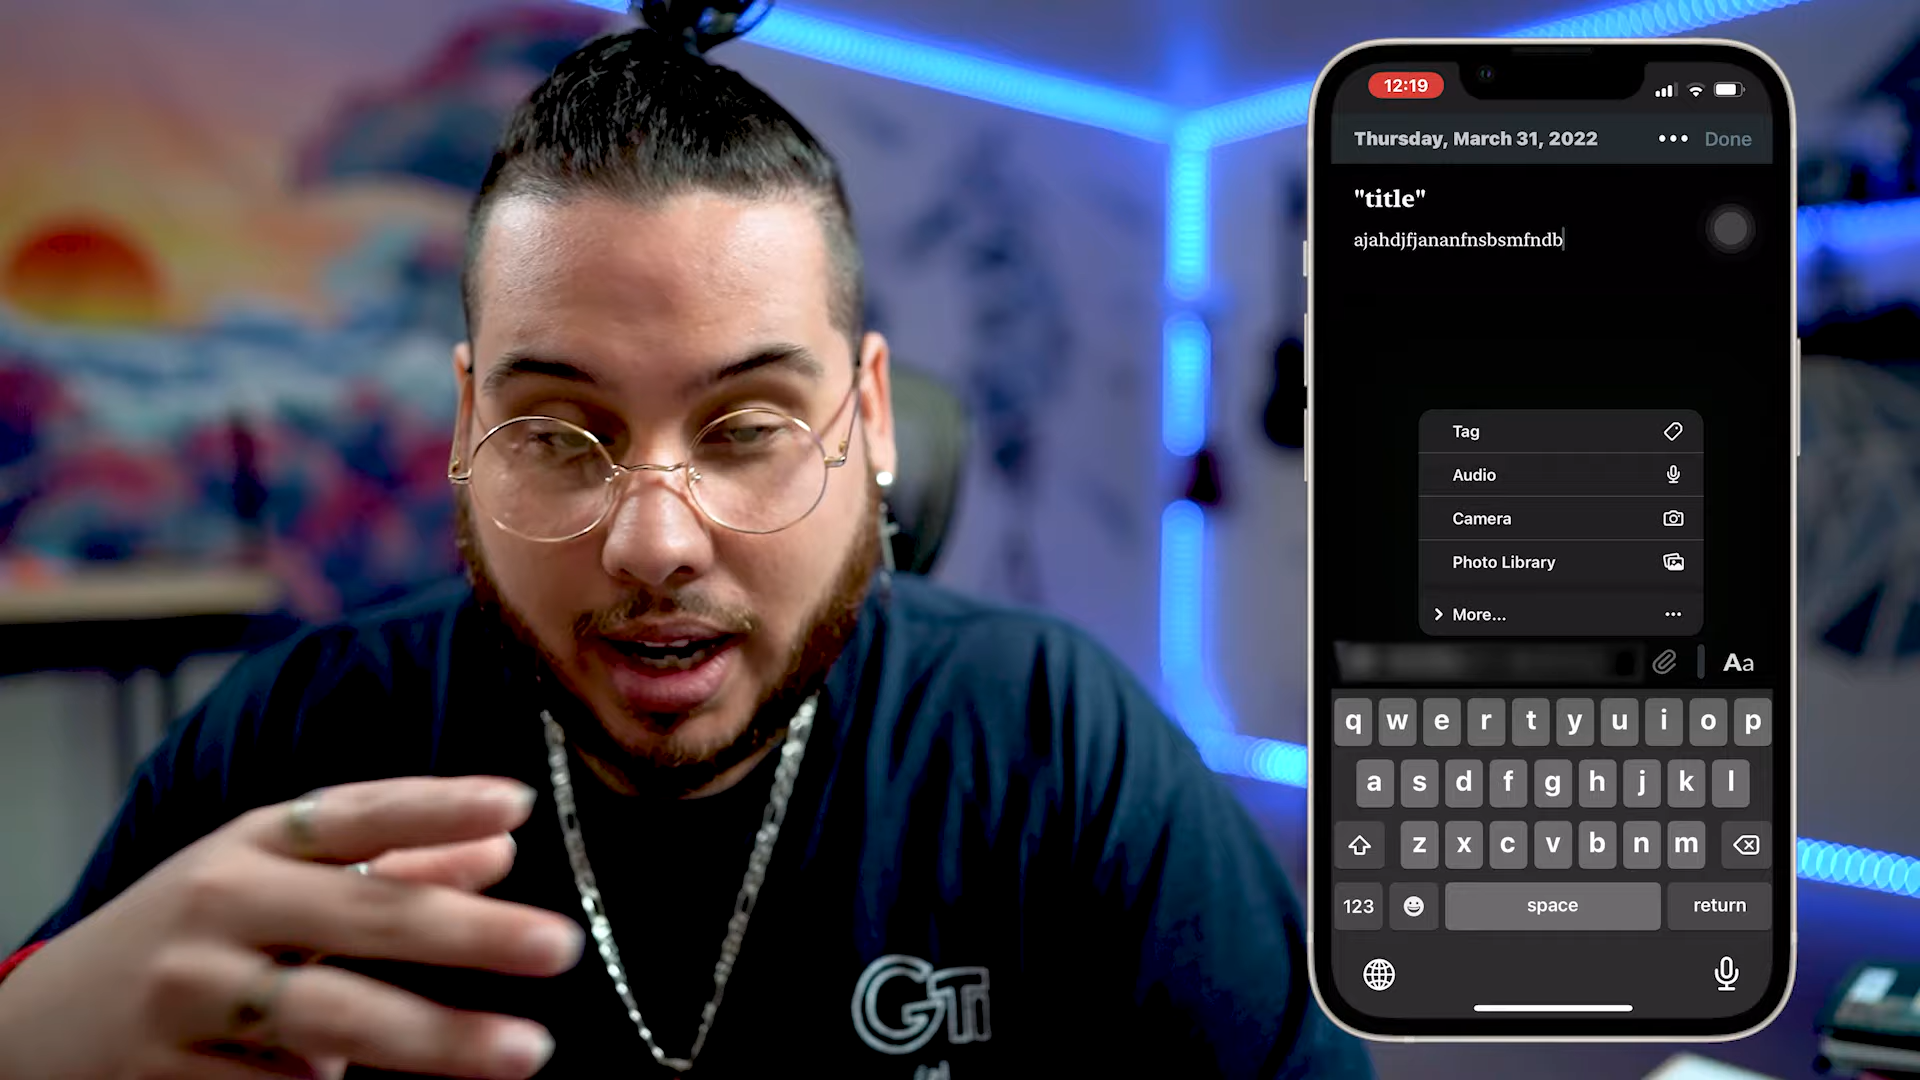 12:19
Thursday, March 31, 2022 ••• Done
"title"
ajahdjfjananfnsbsmfndb
Tag
Audio
Camera
Photo Library
More...
Aa
q w e r t y u i o p
a s d f g h j k l
z x c v b n m
123 space return
GTi